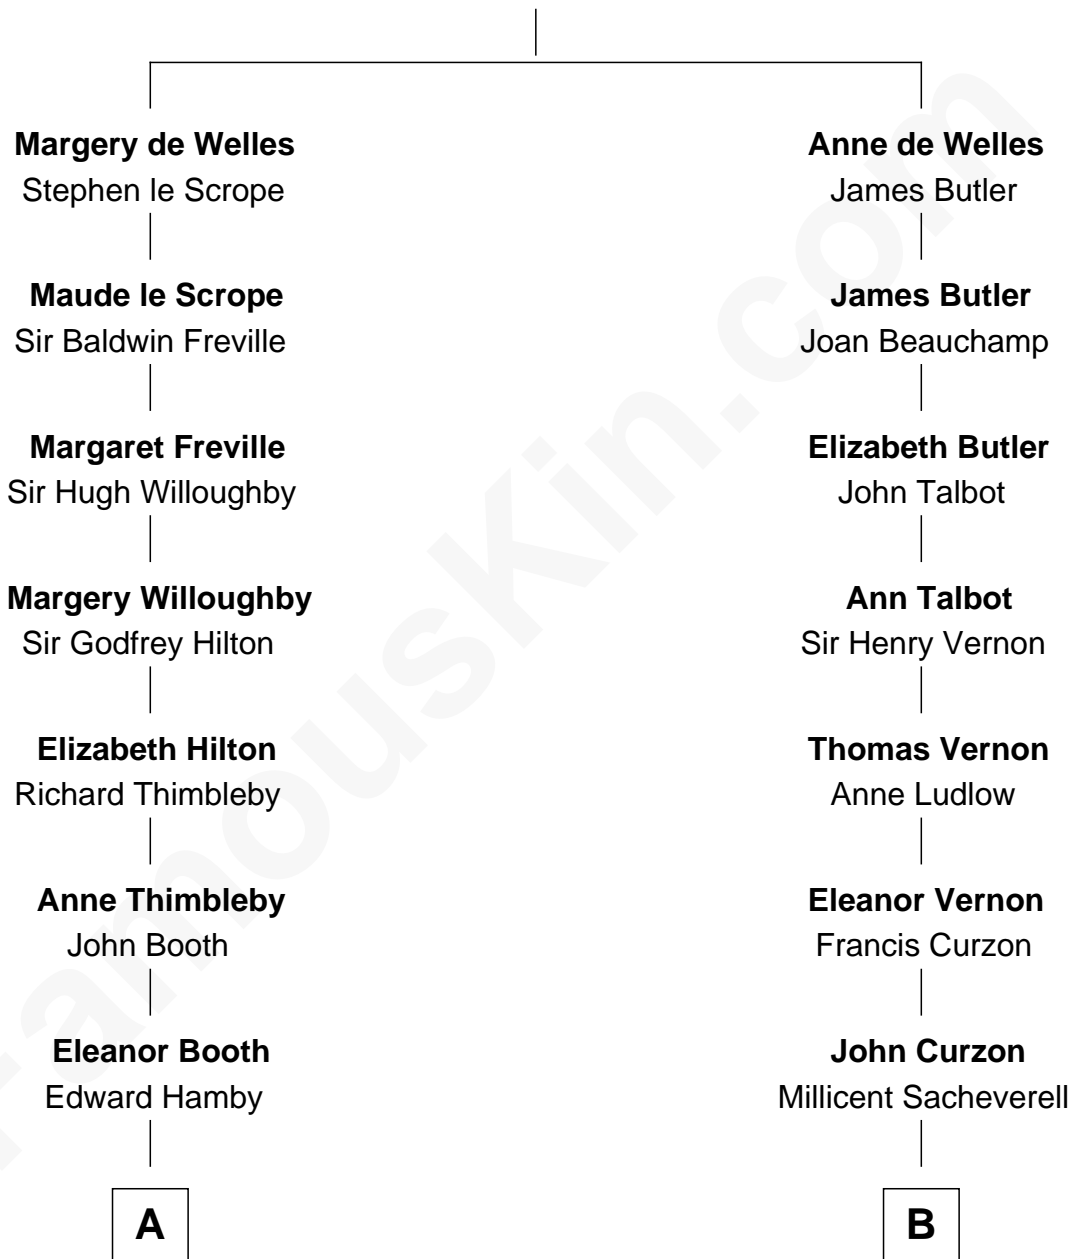 Margery de Welles
Stephen le Scrope
Anne de Welles
James Butler
Maude le Scrope
Sir Baldwin Freville
James Butler
Joan Beauchamp
Margaret Freville
Sir Hugh Willoughby
Elizabeth Butler
John Talbot
Margery Willoughby
Sir Godfrey Hilton
Ann Talbot
Sir Henry Vernon
Elizabeth Hilton
Richard Thimbleby
Thomas Vernon
Anne Ludlow
Anne Thimbleby
John Booth
Eleanor Vernon
Francis Curzon
Eleanor Booth
Edward Hamby
John Curzon
Millicent Sacheverell
A
B
FamousKin.com